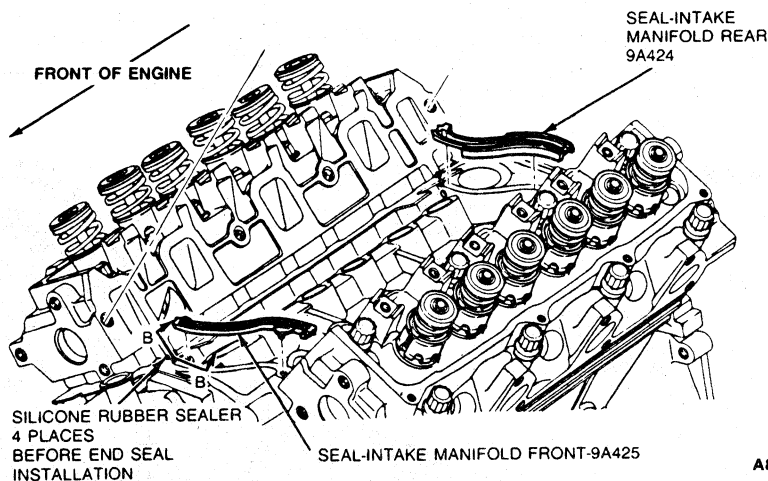 SEAL-INTAKE
MANIFOLD REAR
9A424
FRONT OF ENGINE
B
B
SILICONE RUBBER SEALER
4 PLACES
BEFORE END SEAL
INSTALLATION
SEAL-INTAKE MANIFOLD FRONT-9A425